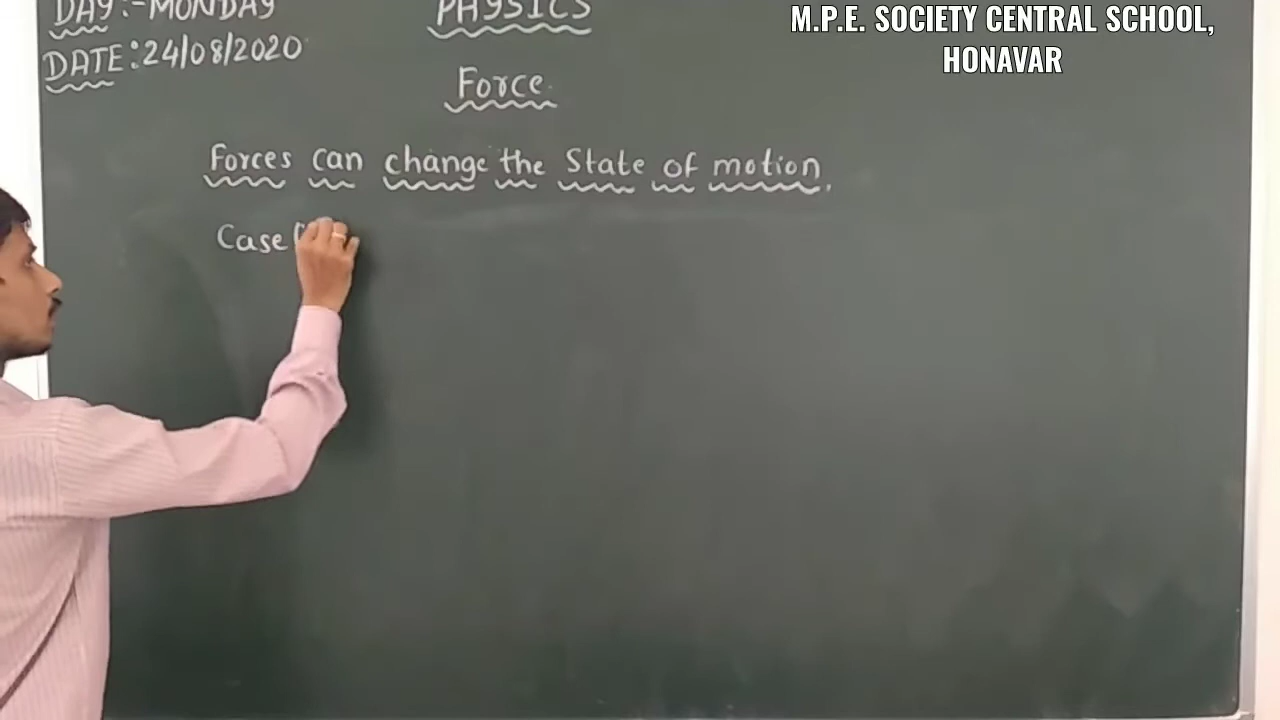 DAY:-MONDAY
DATE:24/08/2020
PHYSICS
M.P.E. SOCIETY CENTRAL SCHOOL,
HONAVAR
Force.
Forces can change the State of motion.
Case (